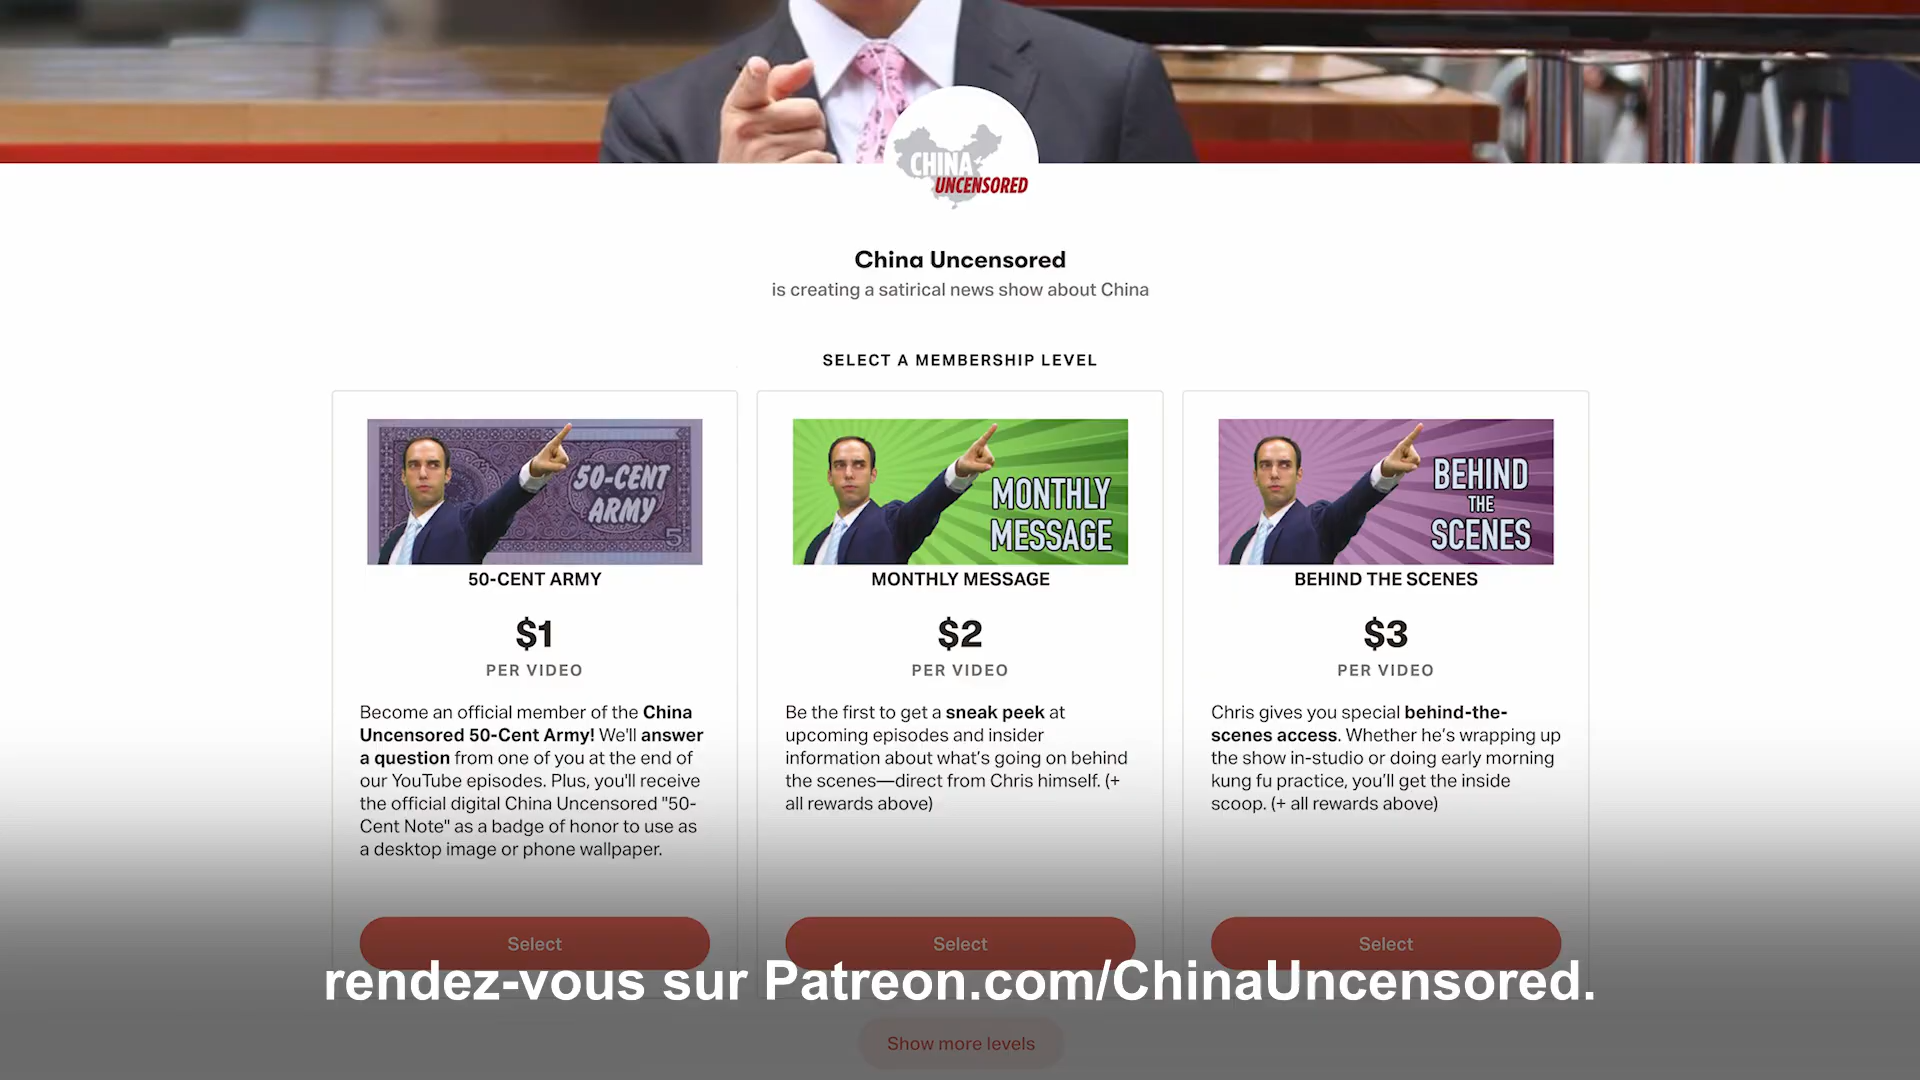 CHINA
UNCENSORED
China Uncensored
is creating a satirical news show about China
SELECT A MEMBERSHIP LEVEL
50-CENT
ARMY
5
50-CENT ARMY
$1
PER VIDEO
Become an official member of the China
Uncensored 50-Cent Army! We'll answer
a question from one of you at the end of
our YouTube episodes. Plus, you'll receive
the official digital China Uncensored "50-
Cent Note" as a badge of honor to use as
a desktop image or phone wallpaper.
Select
MONTHLY
MESSAGE
MONTHLY MESSAGE
$2
PER VIDEO
Be the first to get a sneak peek at
upcoming episodes and insider
information about what's going on behind
the scenes—direct from Chris himself. (+
all rewards above)
Select
BEHIND
THE
SCENES
BEHIND THE SCENES
$3
PER VIDEO
Chris gives you special behind-the-
scenes access. Whether he's wrapping up
the show in-studio or doing early morning
kung fu practice, you'll get the inside
scoop. (+ all rewards above)
Select
rendez-vous sur Patreon.com/ChinaUncensored.
Show more levels